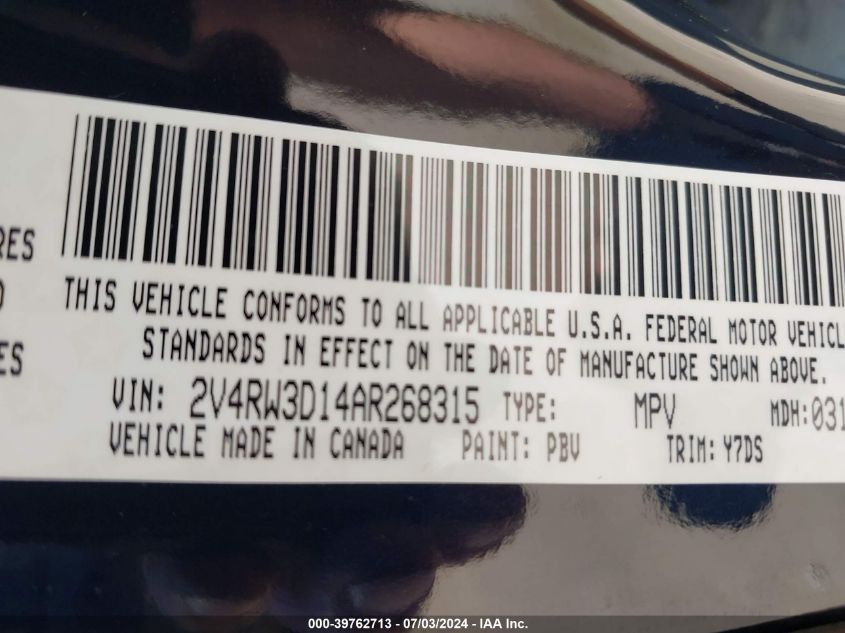 RES
THIS VEHICLE CONFORMS TO ALL APPLICABLE U.S.A. FEDERAL MOTOR VEHICL
STANDARDS IN EFFECT ON THE DATE OF MANUFACTURE SHOWN ABOVE.
ES
VIN: 2V4RW3D14AR268315 TYPE: MPV MDH:031
VEHICLE MADE IN CANADA PAINT: PBV TRIM: Y7DS
000-39762713 - 07/03/2024 - IAA Inc.